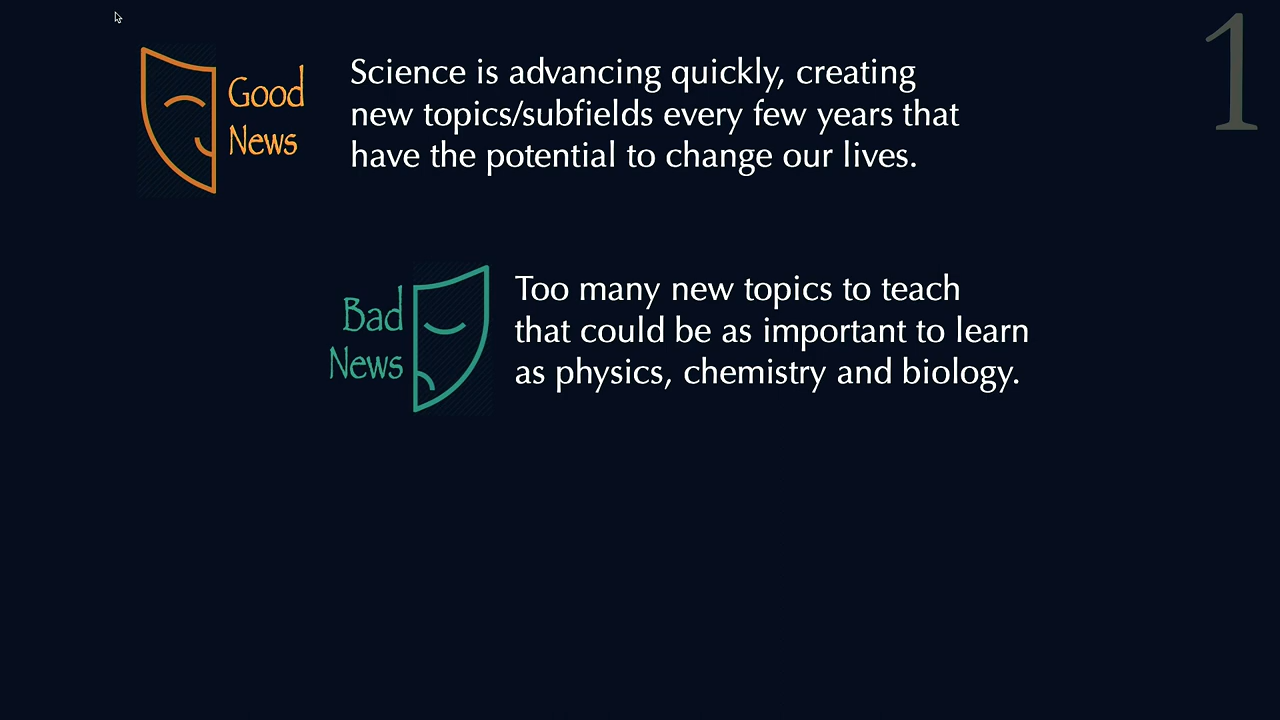 1
Good
News
Science is advancing quickly, creating
new topics/subfields every few years that
have the potential to change our lives.
Bad
News
Too many new topics to teach
that could be as important to learn
as physics, chemistry and biology.